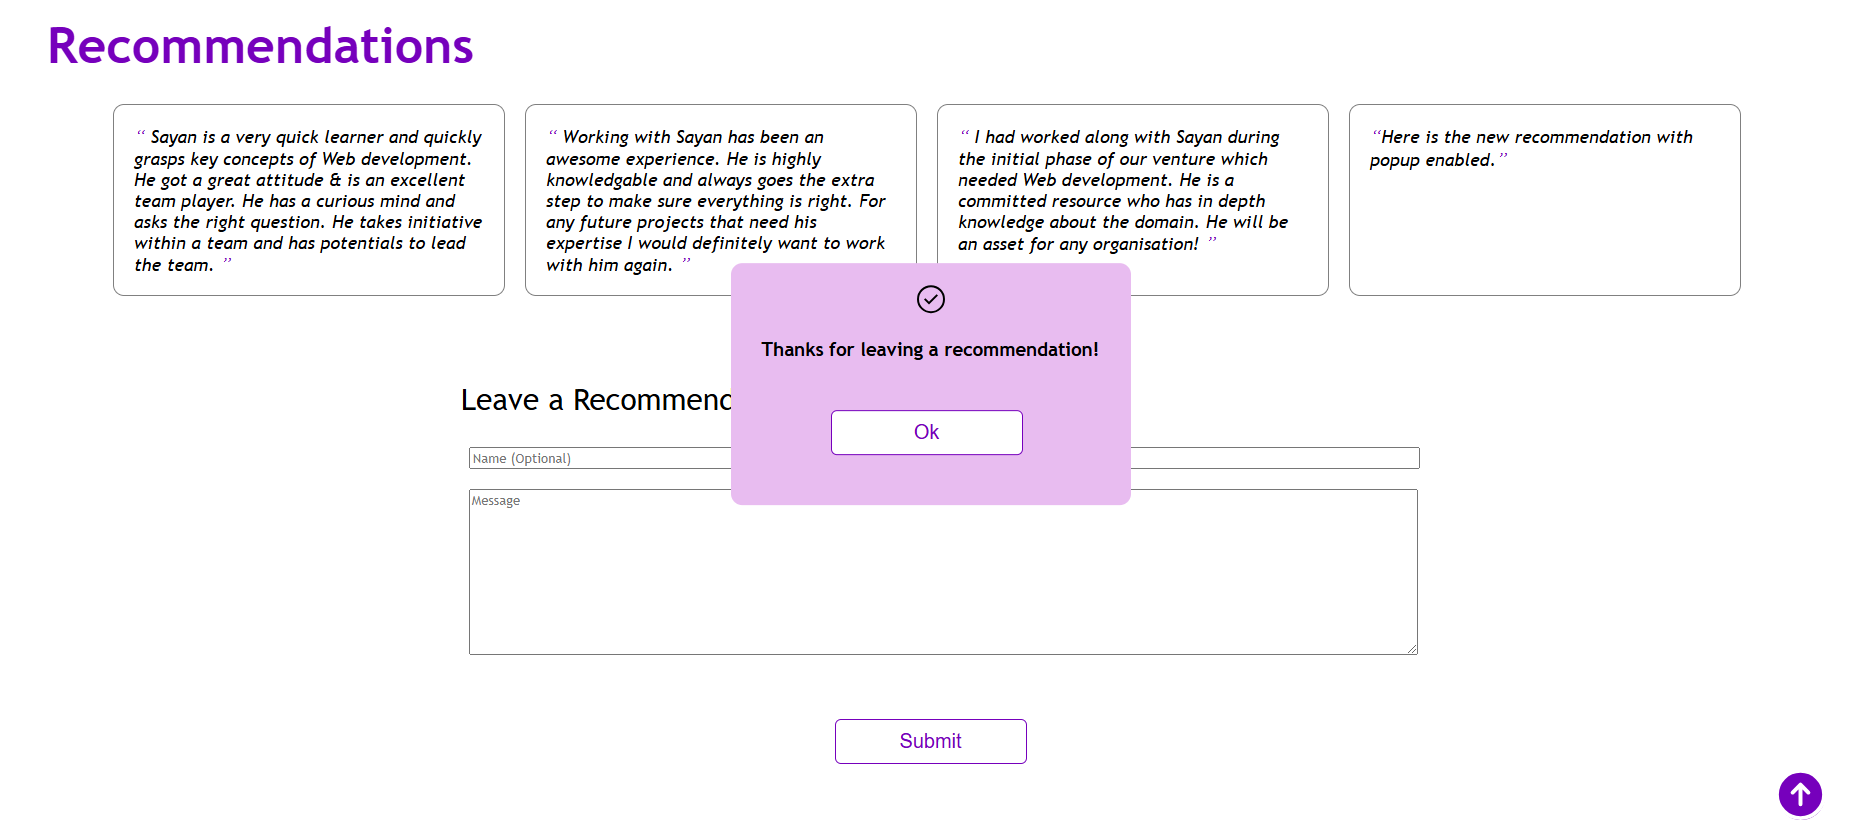 Recommendations
“ Sayan is a very quick learner and quickly
grasps key concepts of Web development.
He got a great attitude & is an excellent
team player. He has a curious mind and
asks the right question. He takes initiative
within a team and has potentials to lead
the team. ”
“ Working with Sayan has been an
awesome experience. He is highly
knowledgable and always goes the extra
step to make sure everything is right. For
any future projects that need his
expertise I would definitely want to work
with him again. ”
“ I had worked along with Sayan during
the initial phase of our venture which
needed Web development. He is a
committed resource who has in depth
knowledge about the domain. He will be
an asset for any organisation! ”
“Here is the new recommendation with
popup enabled.”
Thanks for leaving a recommendation!
Ok
Leave a Recommend
Name (Optional)
Message
Submit